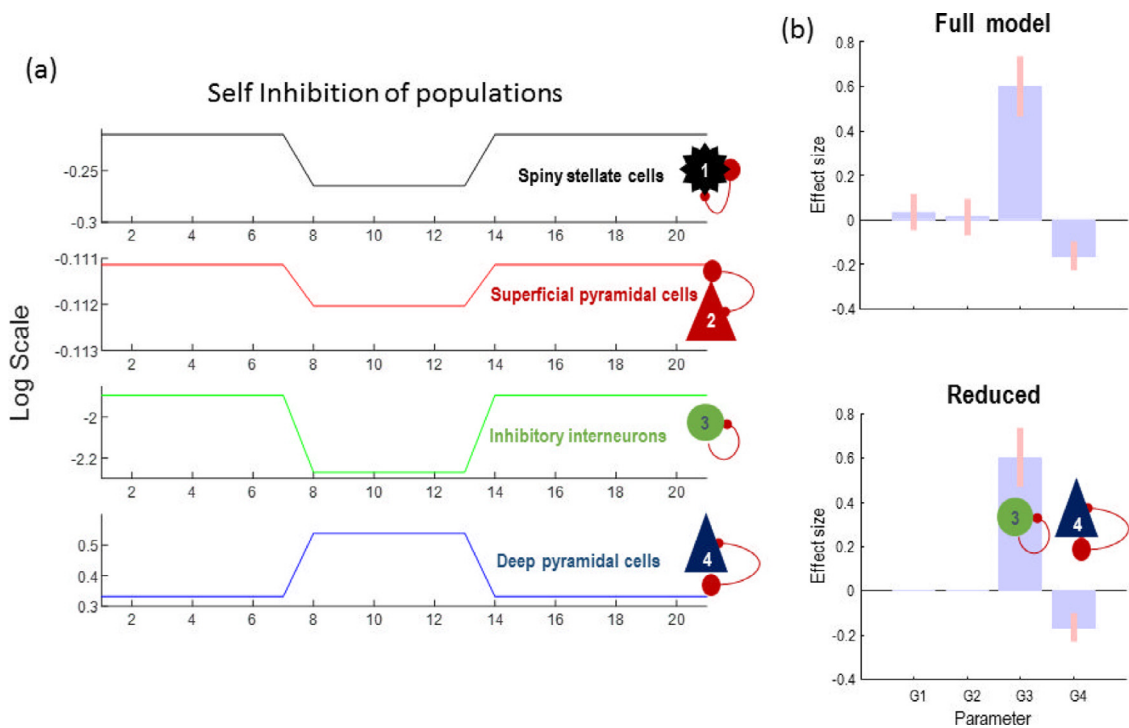 (a)
Self Inhibition of populations
Log Scale
-0.25
-0.3
Spiny stellate cells
1
2 4 6 8 10 12 14 16 18 20
-0.111
-0.112
-0.113
Superficial pyramidal cells
2
2 4 6 8 10 12 14 16 18 20
-2
-2.2
Inhibitory interneurons
3
2 4 6 8 10 12 14 16 18 20
0.5
0.4
0.3
Deep pyramidal cells
4
2 4 6 8 10 12 14 16 18 20
(b)
Full model
Effect size
0.8
0.6
0.4
0.2
0
-0.2
-0.4
Reduced
Effect size
0.8
0.6
0.4
0.2
0
-0.2
-0.4
3
4
G1 G2 G3 G4
Parameter